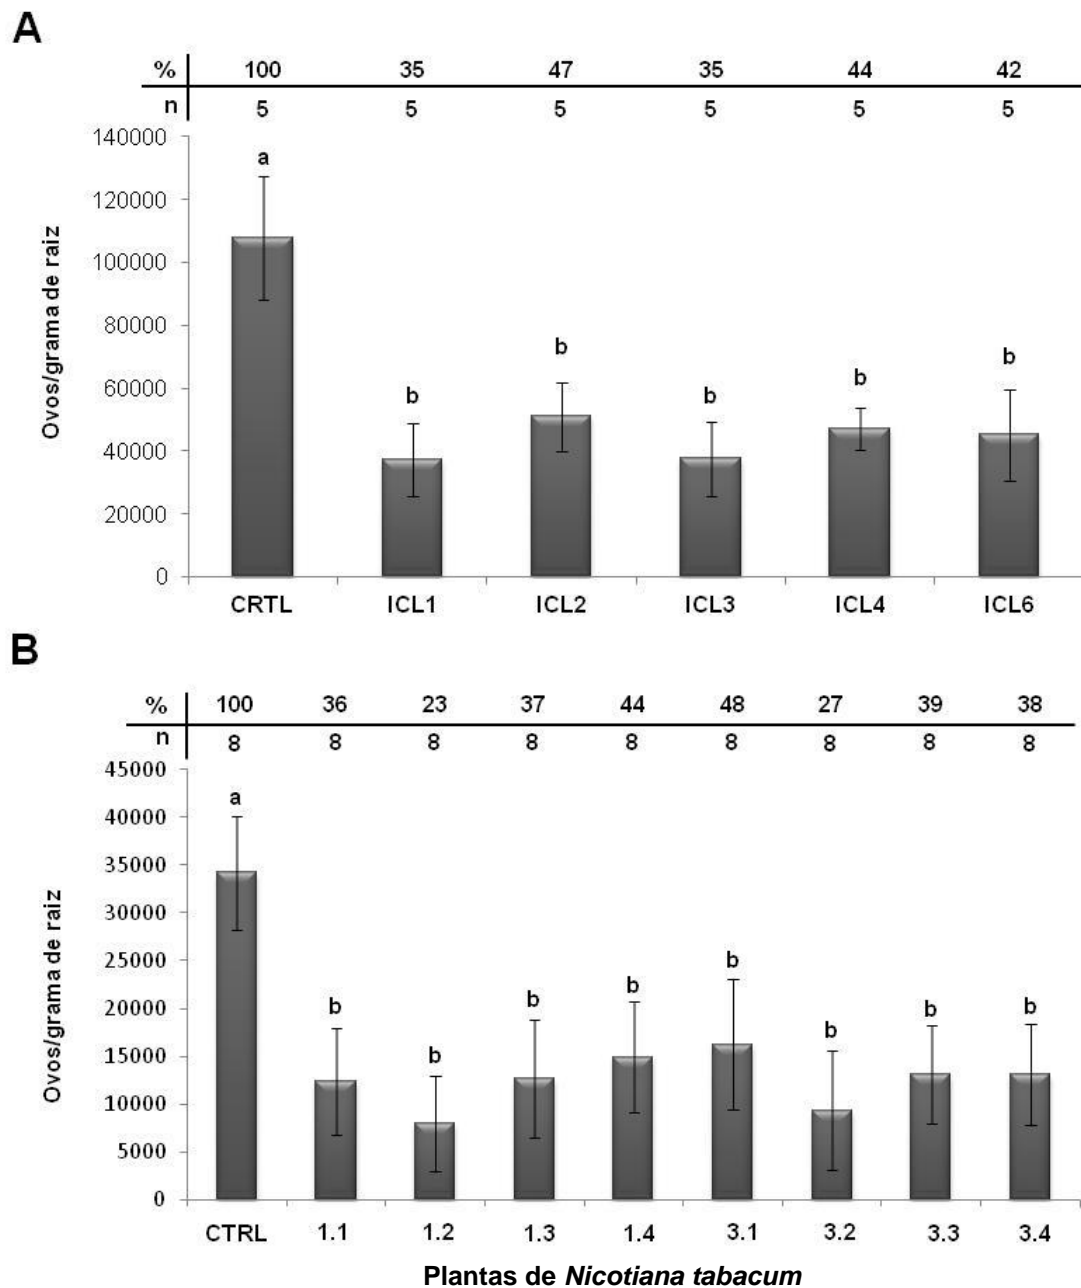 A
% 100 35 47 35 44 42
n 5 5 5 5 5 5
140000
120000
100000
80000
60000
40000
20000
0
Ovos/grama de raiz
a b b b b b
CRTL ICL1 ICL2 ICL3 ICL4 ICL6
B
% 100 36 23 37 44 48 27 39 38
n 8 8 8 8 8 8 8 8 8
45000
40000
35000
30000
25000
20000
15000
10000
5000
0
Ovos/grama de raiz
a b b b b b b b b
CTRL 1.1 1.2 1.3 1.4 3.1 3.2 3.3 3.4
Plantas de Nicotiana tabacum